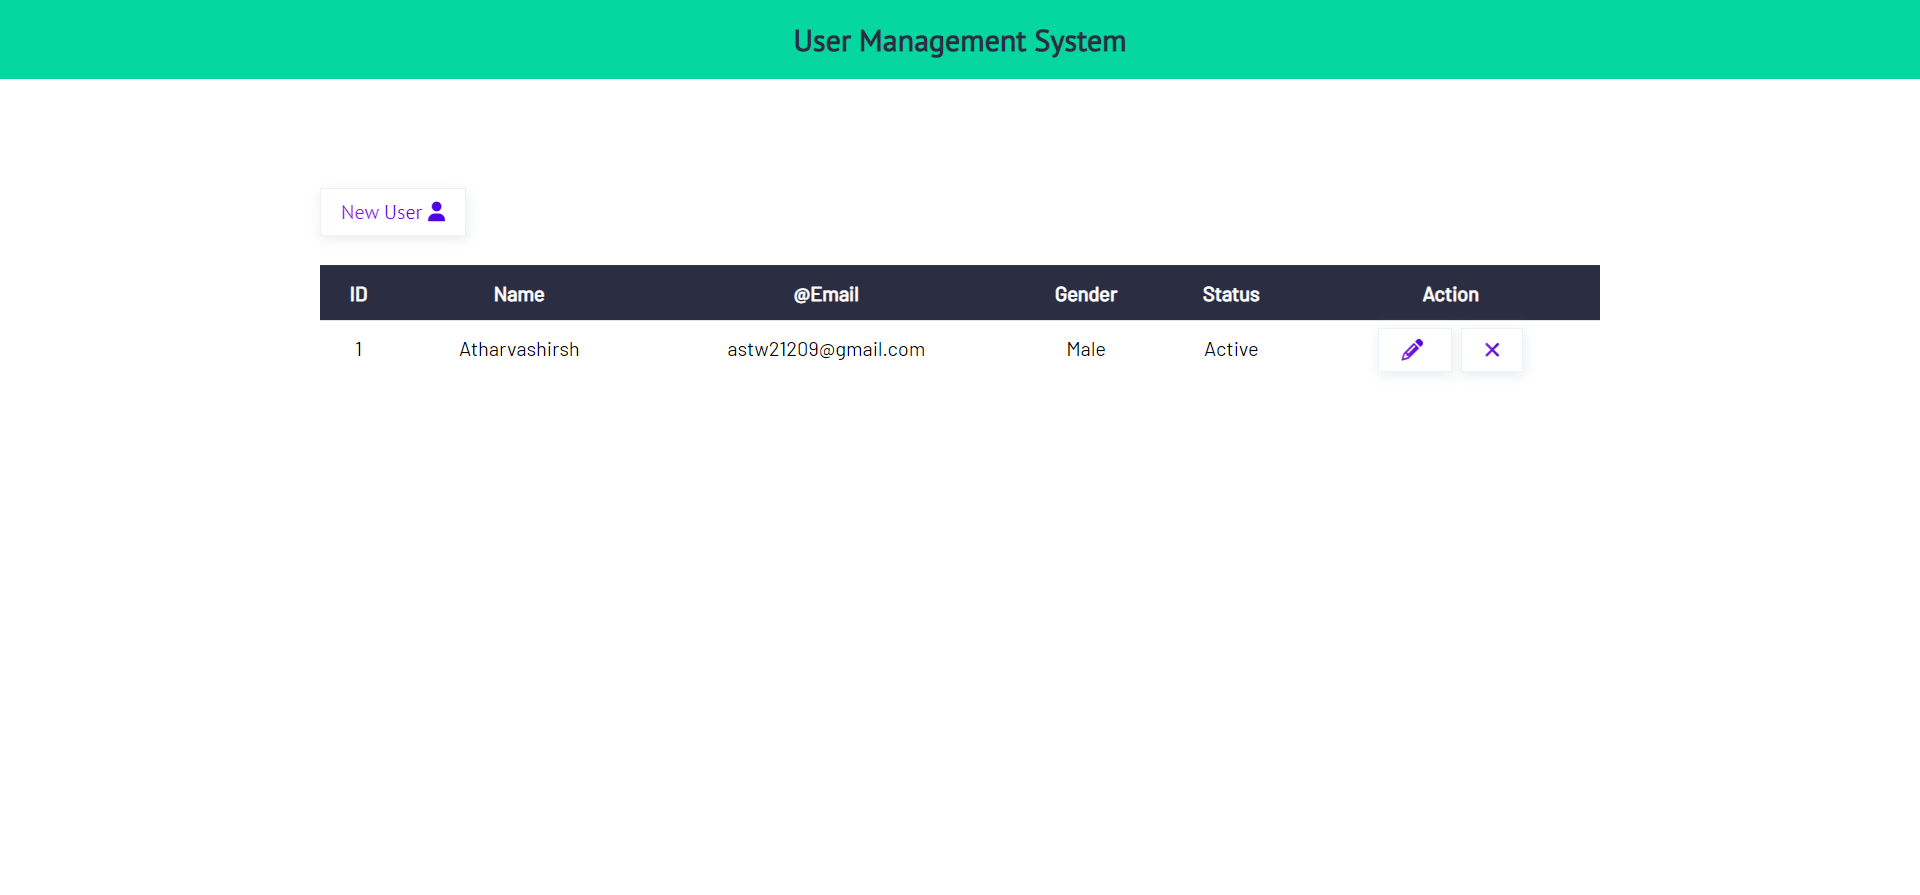 User Management System
New User
ID Name @Email Gender Status Action
1 Atharvashirsh astw21209@gmail.com Male Active